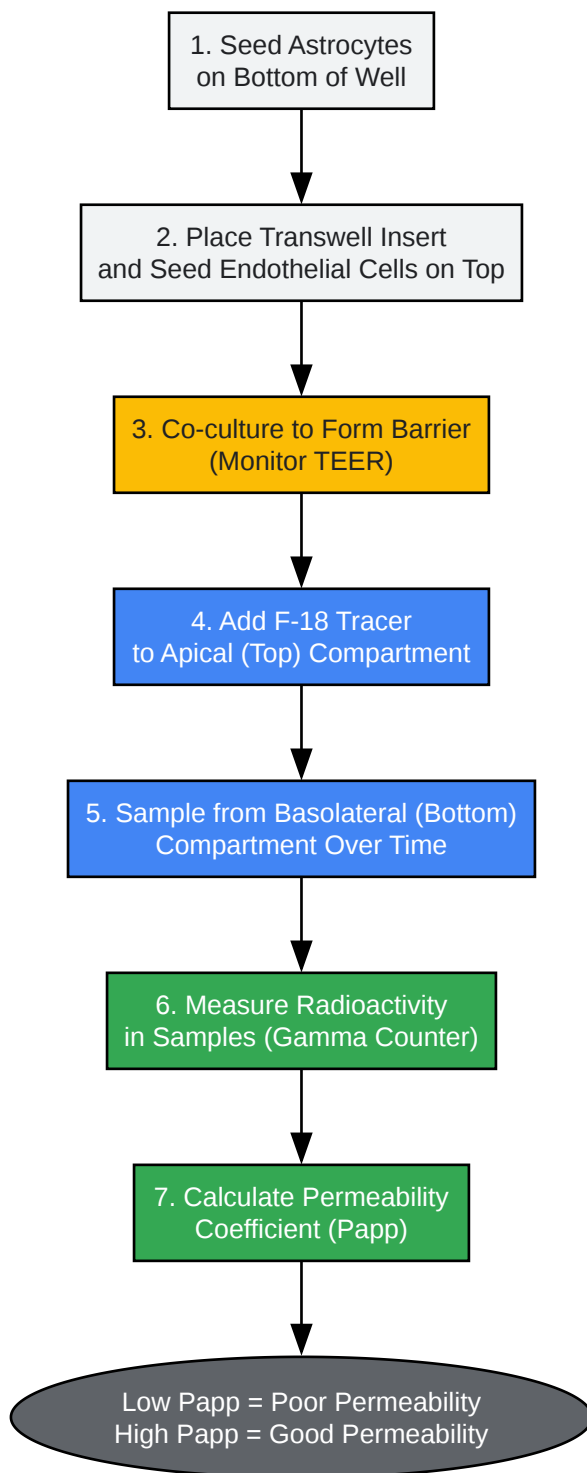 1. Seed Astrocytes
on Bottom of Well
2. Place Transwell Insert
and Seed Endothelial Cells on Top
3. Co-culture to Form Barrier
(Monitor TEER)
4. Add F-18 Tracer
to Apical (Top) Compartment
5. Sample from Basolateral (Bottom)
Compartment Over Time
6. Measure Radioactivity
in Samples (Gamma Counter)
7. Calculate Permeability
Coefficient (Papp)
Low Papp = Poor Permeability
High Papp = Good Permeability